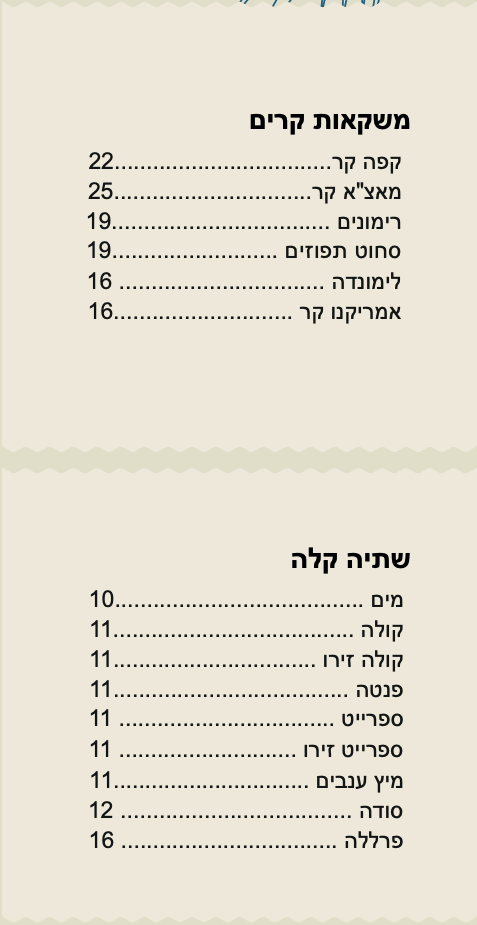 משקאות קרים
קפה קר.................................22
מאצ"א קר..............................25
רימונים .................................19
סחוט תפוזים .........................19
לימונדה ................................ 16
אמריקנו קר ...........................16
שתיה קלה
מים ......................................10
קולה .....................................11
קולה זירו ...............................11
פנטה ....................................11
ספרייט ................................. 11
ספרייט זירו ........................... 11
מיץ ענבים ..............................11
סודה ................................... 12
פרללה ................................. 16